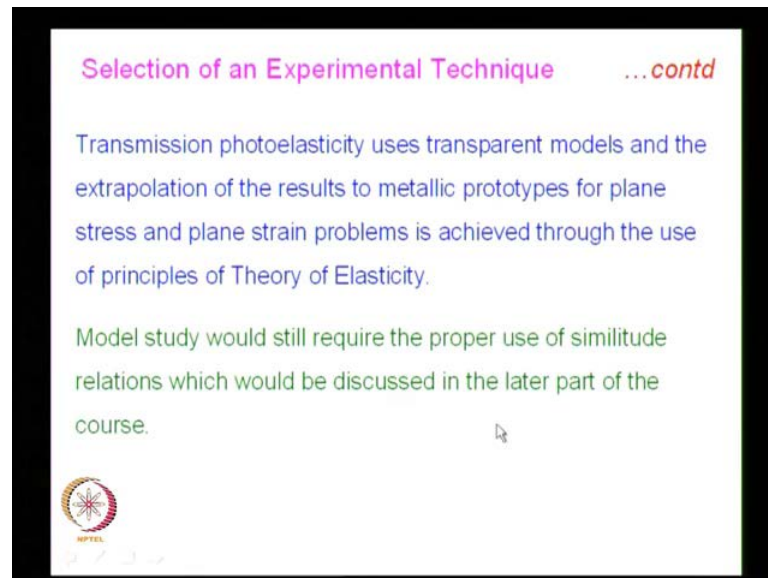 Selection of an Experimental Technique ...contd
Transmission photoelasticity uses transparent models and the
extrapolation of the results to metallic prototypes for plane
stress and plane strain problems is achieved through the use
of principles of Theory of Elasticity.
Model study would still require the proper use of similitude
relations which would be discussed in the later part of the
course.
NPTEL